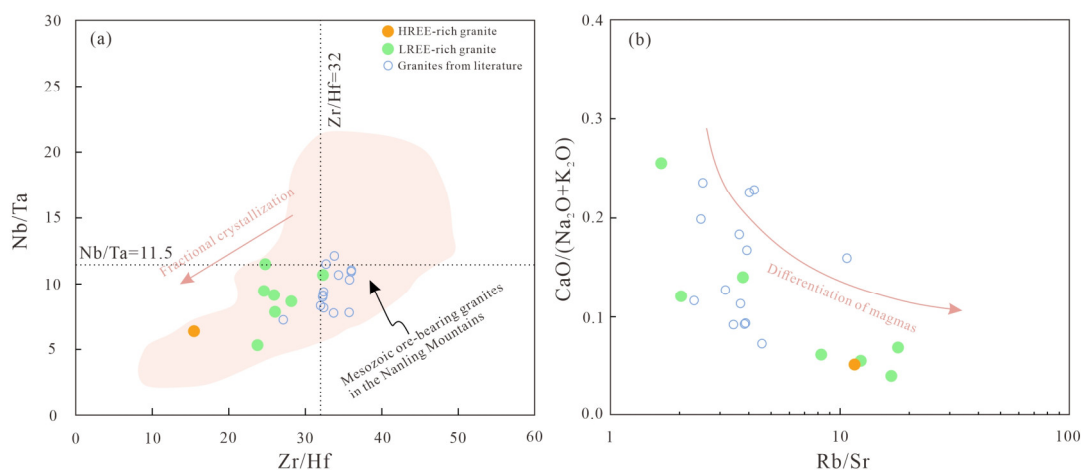 (a)
HREE-rich granite
LREE-rich granite
Granites from literature
Zr/Hf=32
Fractional crystallization
Nb/Ta=11.5
Mesozoic ore-bearing granites
in the Nanling Mountains
Nb/Ta
30
25
20
15
10
5
0
0
10
20
30
40
50
60
Zr/Hf
(b)
Differentiation of magmas
CaO/(Na₂O+K₂O)
0.4
0.3
0.2
0.1
0.0
1
10
100
Rb/Sr